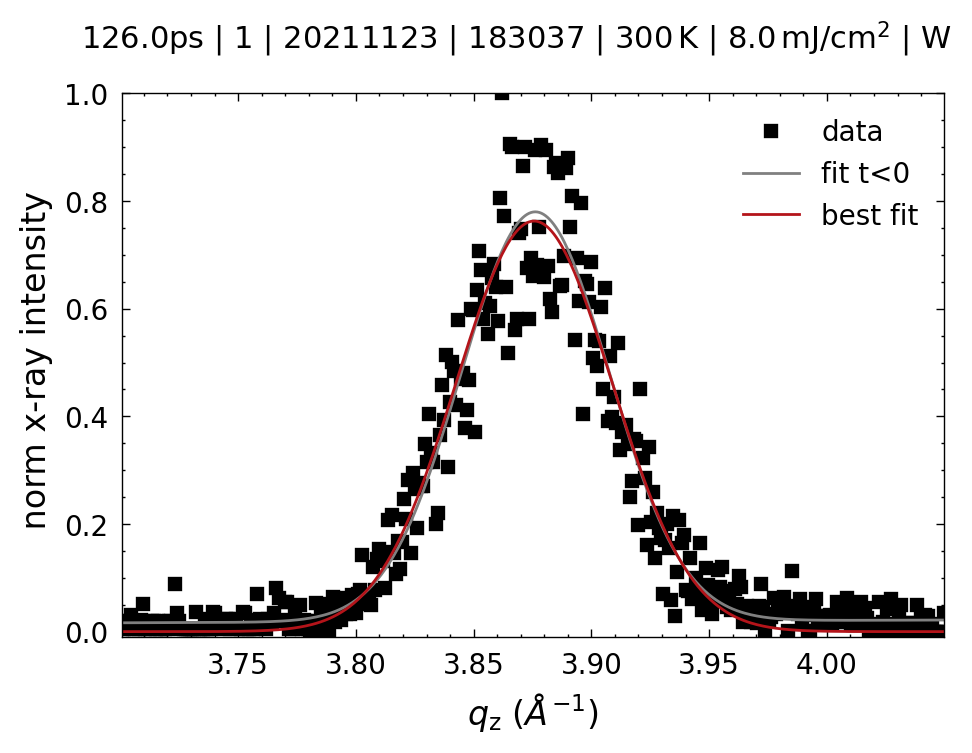 126.0ps | 1 | 20211123 | 183037 | 300 K | 8.0 mJ/cm² | W
1.0
0.8
0.6
0.4
0.2
0.0
norm x-ray intensity
data
fit t<0
best fit
3.75 3.80 3.85 3.90 3.95 4.00
q_z (Å⁻¹)